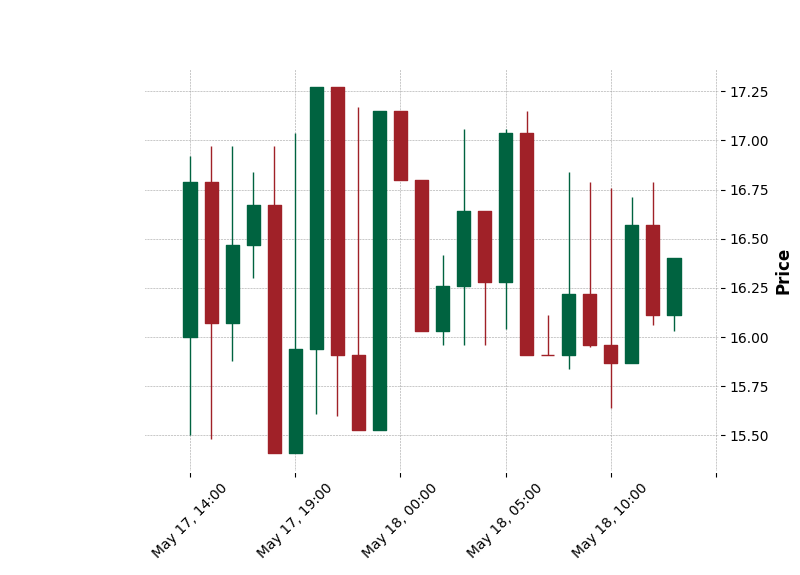 17.25
17.00
16.75
16.50
16.25
16.00
15.75
15.50
Price
May 17, 14:00
May 17, 19:00
May 18, 00:00
May 18, 05:00
May 18, 10:00